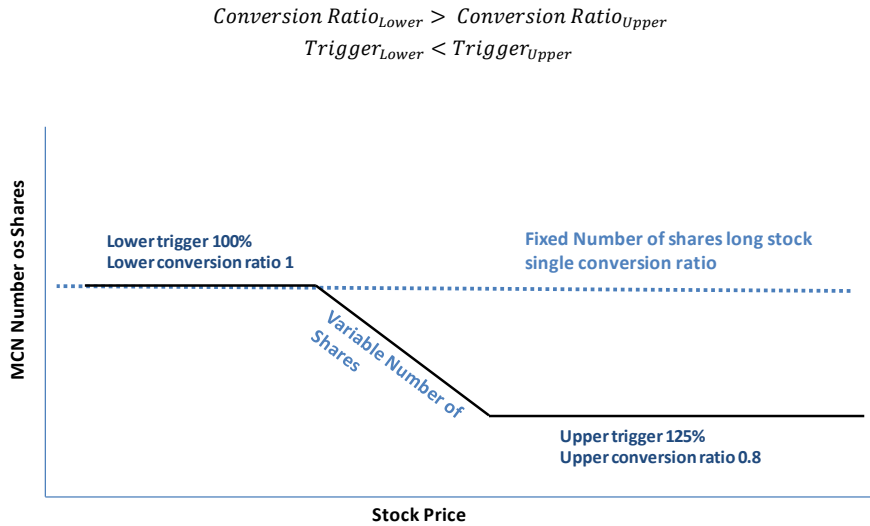 Conversion Ratio_Lower > Conversion Ratio_Upper
Trigger_Lower < Trigger_Upper
MCN Number os Shares
Lower trigger 100%
Lower conversion ratio 1
Fixed Number of shares long stock
single conversion ratio
Variable Number of
Shares
Upper trigger 125%
Upper conversion ratio 0.8
Stock Price